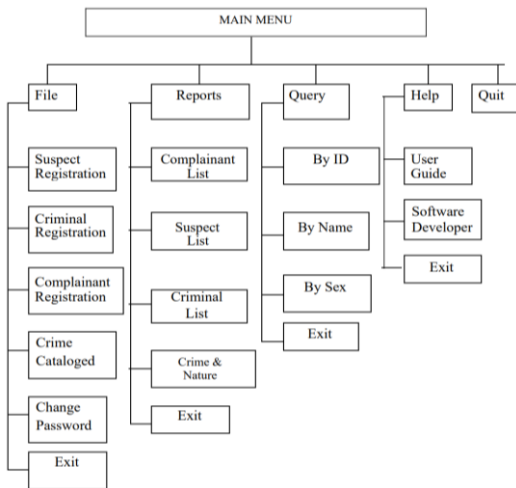 MAIN MENU
File
Reports
Query
Help
Quit
Suspect
Registration
Criminal
Registration
Complainant
Registration
Crime
Cataloged
Change
Password
Exit
Complainant
List
Suspect
List
Criminal
List
Crime &
Nature
Exit
By ID
By Name
By Sex
Exit
User
Guide
Software
Developer
Exit